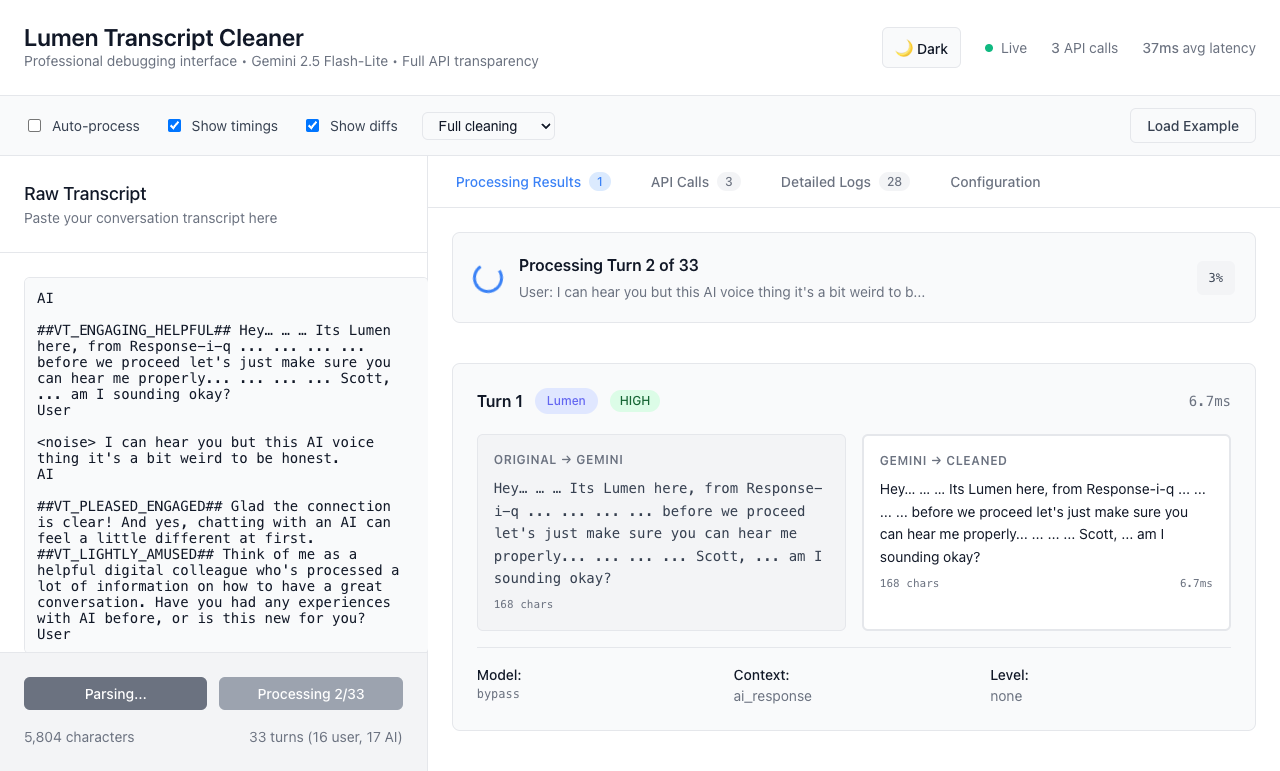 Lumen Transcript Cleaner
Professional debugging interface • Gemini 2.5 Flash-Lite • Full API transparency
🌙 Dark
Live
3 API calls
37ms avg latency
Auto-process
Show timings
Show diffs
Full cleaning
Load Example
Raw Transcript
Paste your conversation transcript here
AI
##VT_ENGAGING_HELPFUL## Hey… … … Its Lumen
here, from Response-i-q ... ... ... ...
before we proceed let's just make sure you
can hear me properly... ... ... ... Scott,
... am I sounding okay?
User
<noise> I can hear you but this AI voice
thing it's a bit weird to be honest.
AI
##VT_PLEASED_ENGAGED## Glad the connection
is clear! And yes, chatting with an AI can
feel a little different at first.
##VT_LIGHTLY_AMUSED## Think of me as a
helpful digital colleague who's processed a
lot of information on how to have a great
conversation. Have you had any experiences
with AI before, or is this new for you?
User
Parsing...
Processing 2/33
5,804 characters
33 turns (16 user, 17 AI)
Processing Results 1
API Calls 3
Detailed Logs 28
Configuration
Processing Turn 2 of 33
User: I can hear you but this AI voice thing it's a bit weird to b...
3%
Turn 1
Lumen
HIGH
6.7ms
ORIGINAL → GEMINI
Hey… … … Its Lumen here, from Response-
i-q ... ... ... ... before we proceed
let's just make sure you can hear me
properly... ... ... ... Scott, ... am I
sounding okay?
168 chars
GEMINI → CLEANED
Hey… … … Its Lumen here, from Response-i-q ... ...
... ... before we proceed let's just make sure you
can hear me properly... ... ... ... Scott, ... am I
sounding okay?
168 chars
6.7ms
Model:
bypass
Context:
ai_response
Level:
none